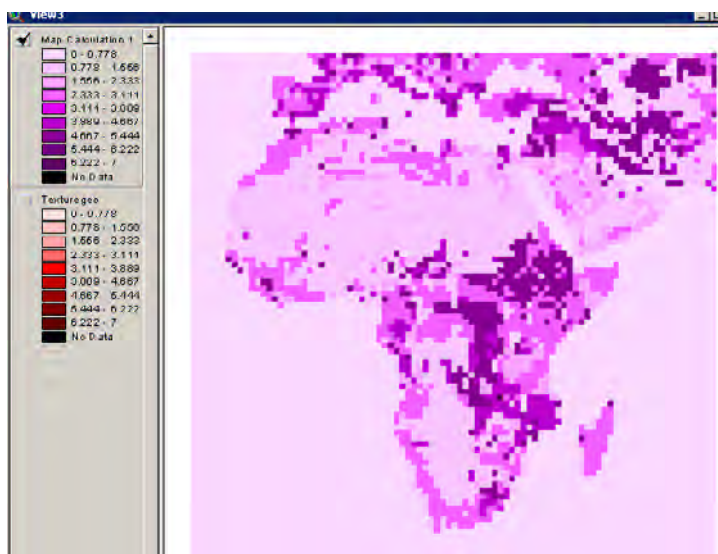 View3
Map Calculation 1
0 - 0.778
0.778 - 1.556
1.556 - 2.333
2.333 - 3.111
3.111 - 3.889
3.889 - 4.667
4.667 - 5.444
5.444 - 6.222
6.222 - 7
No Data
Texturegeo
0 - 0.778
0.778 - 1.556
1.556 - 2.333
2.333 - 3.111
3.111 - 3.889
3.889 - 4.667
4.667 - 5.444
5.444 - 6.222
6.222 - 7
No Data